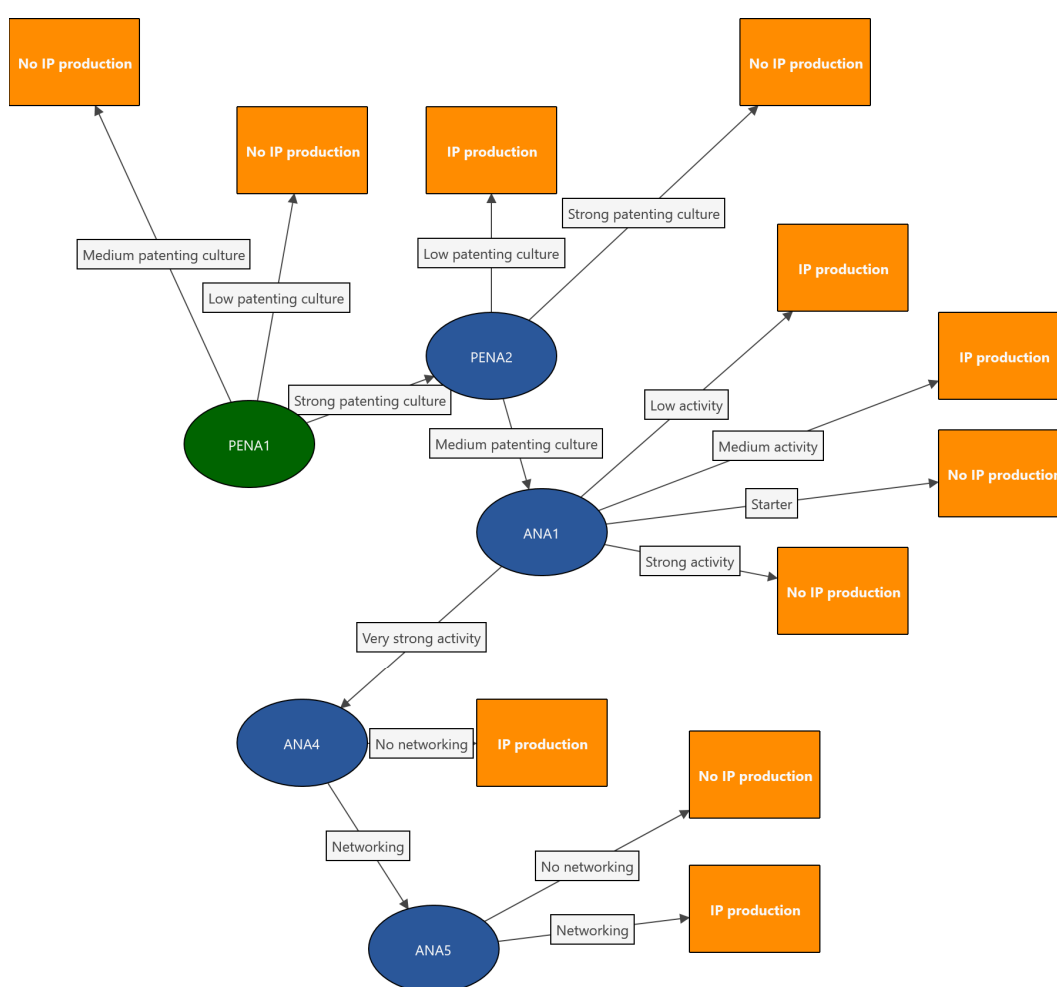 No IP production
No IP production
No IP production
IP production
Strong patenting culture
Medium patenting culture
Low patenting culture
IP production
Low patenting culture
PENA2
IP production
Strong patenting culture
Low activity
PENA1
Medium patenting culture
Medium activity
No IP production
Starter
ANA1
Strong activity
No IP production
Very strong activity
ANA4
No networking
IP production
No IP production
Networking
No networking
IP production
Networking
ANA5